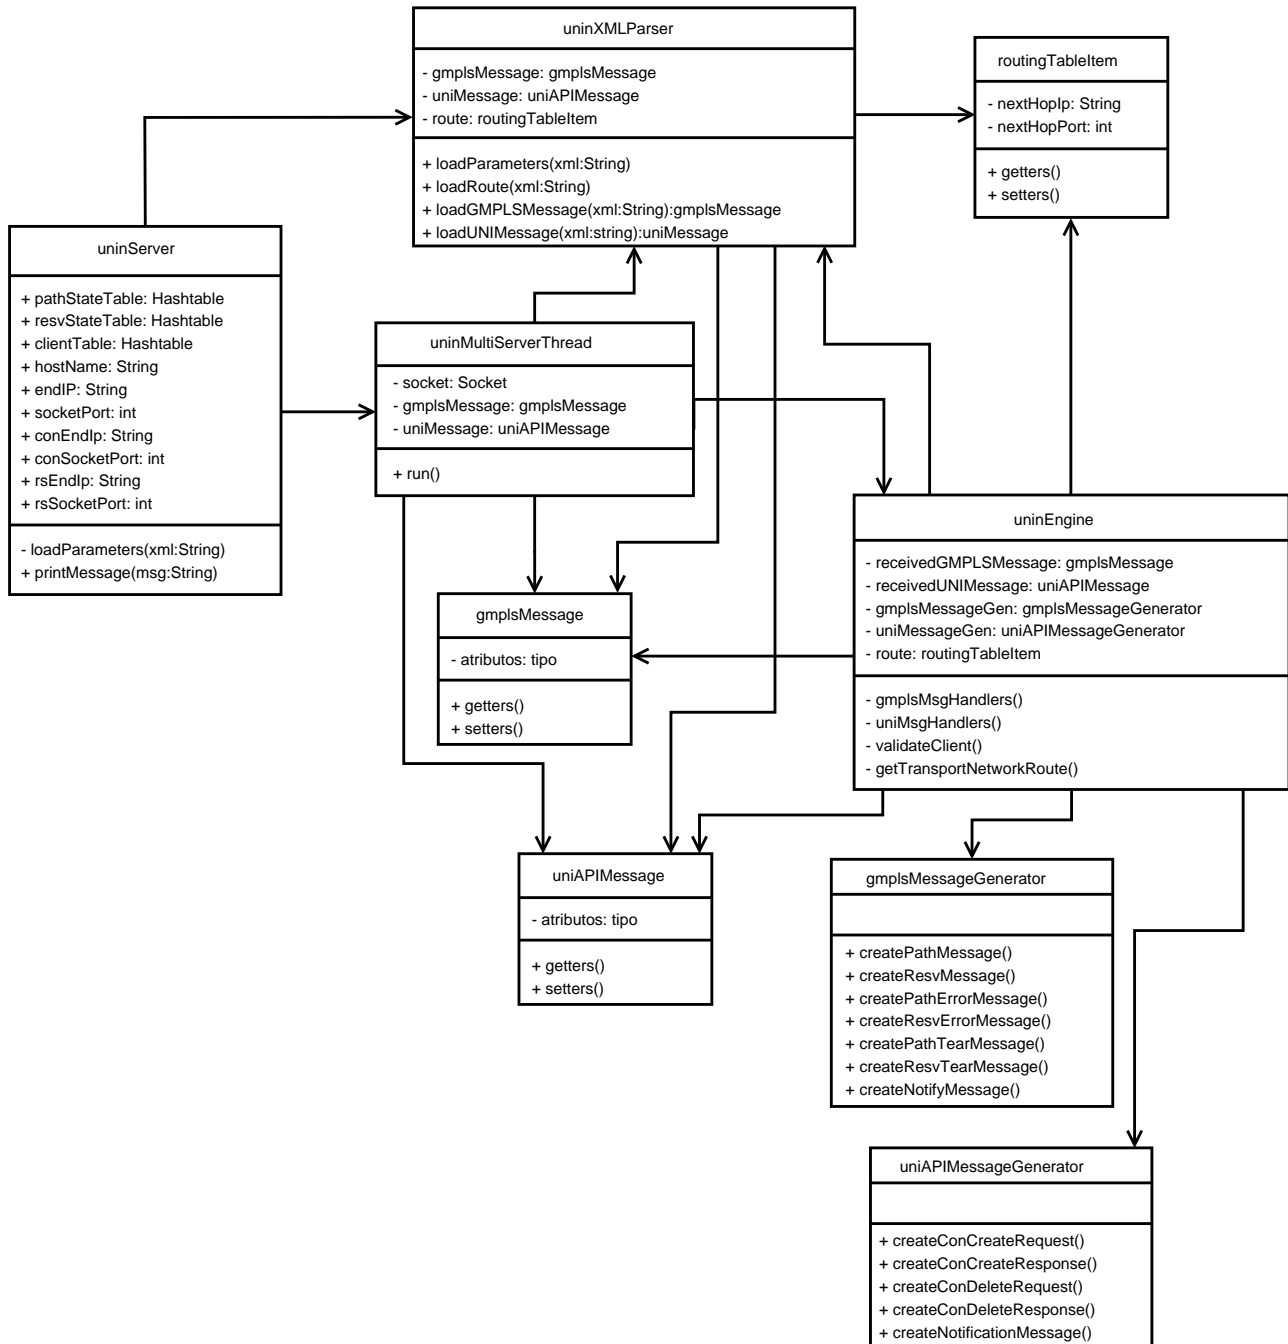 uninXMLParser
- gmplsMessage: gmplsMessage
- uniMessage: uniAPIMessage
- route: routingTableItem
+ loadParameters(xml:String)
+ loadRoute(xml:String)
+ loadGMPLSMessage(xml:String):gmplsMessage
+ loadUNIMessage(xml:string):uniMessage
routingTableItem
- nextHopIp: String
- nextHopPort: int
+ getters()
+ setters()
uninServer
+ pathStateTable: Hashtable
+ resvStateTable: Hashtable
+ clientTable: Hashtable
+ hostName: String
+ endIP: String
+ socketPort: int
+ conEndIp: String
+ conSocketPort: int
+ rsEndIp: String
+ rsSocketPort: int
- loadParameters(xml:String)
+ printMessage(msg:String)
uninMultiServerThread
- socket: Socket
- gmplsMessage: gmplsMessage
- uniMessage: uniAPIMessage
+ run()
uninEngine
- receivedGMPLSMessage: gmplsMessage
- receivedUNIMessage: uniAPIMessage
- gmplsMessageGen: gmplsMessageGenerator
- uniMessageGen: uniAPIMessageGenerator
- route: routingTableItem
- gmplsMsgHandlers()
- uniMsgHandlers()
- validateClient()
- getTransportNetworkRoute()
gmplsMessage
- atributos: tipo
+ getters()
+ setters()
uniAPIMessage
- atributos: tipo
+ getters()
+ setters()
gmplsMessageGenerator
+ createPathMessage()
+ createResvMessage()
+ createPathErrorMessage()
+ createResvErrorMessage()
+ createPathTearMessage()
+ createResvTearMessage()
+ createNotifyMessage()
uniAPIMessageGenerator
+ createConCreateRequest()
+ createConCreateResponse()
+ createConDeleteRequest()
+ createConDeleteResponse()
+ createNotificationMessage()